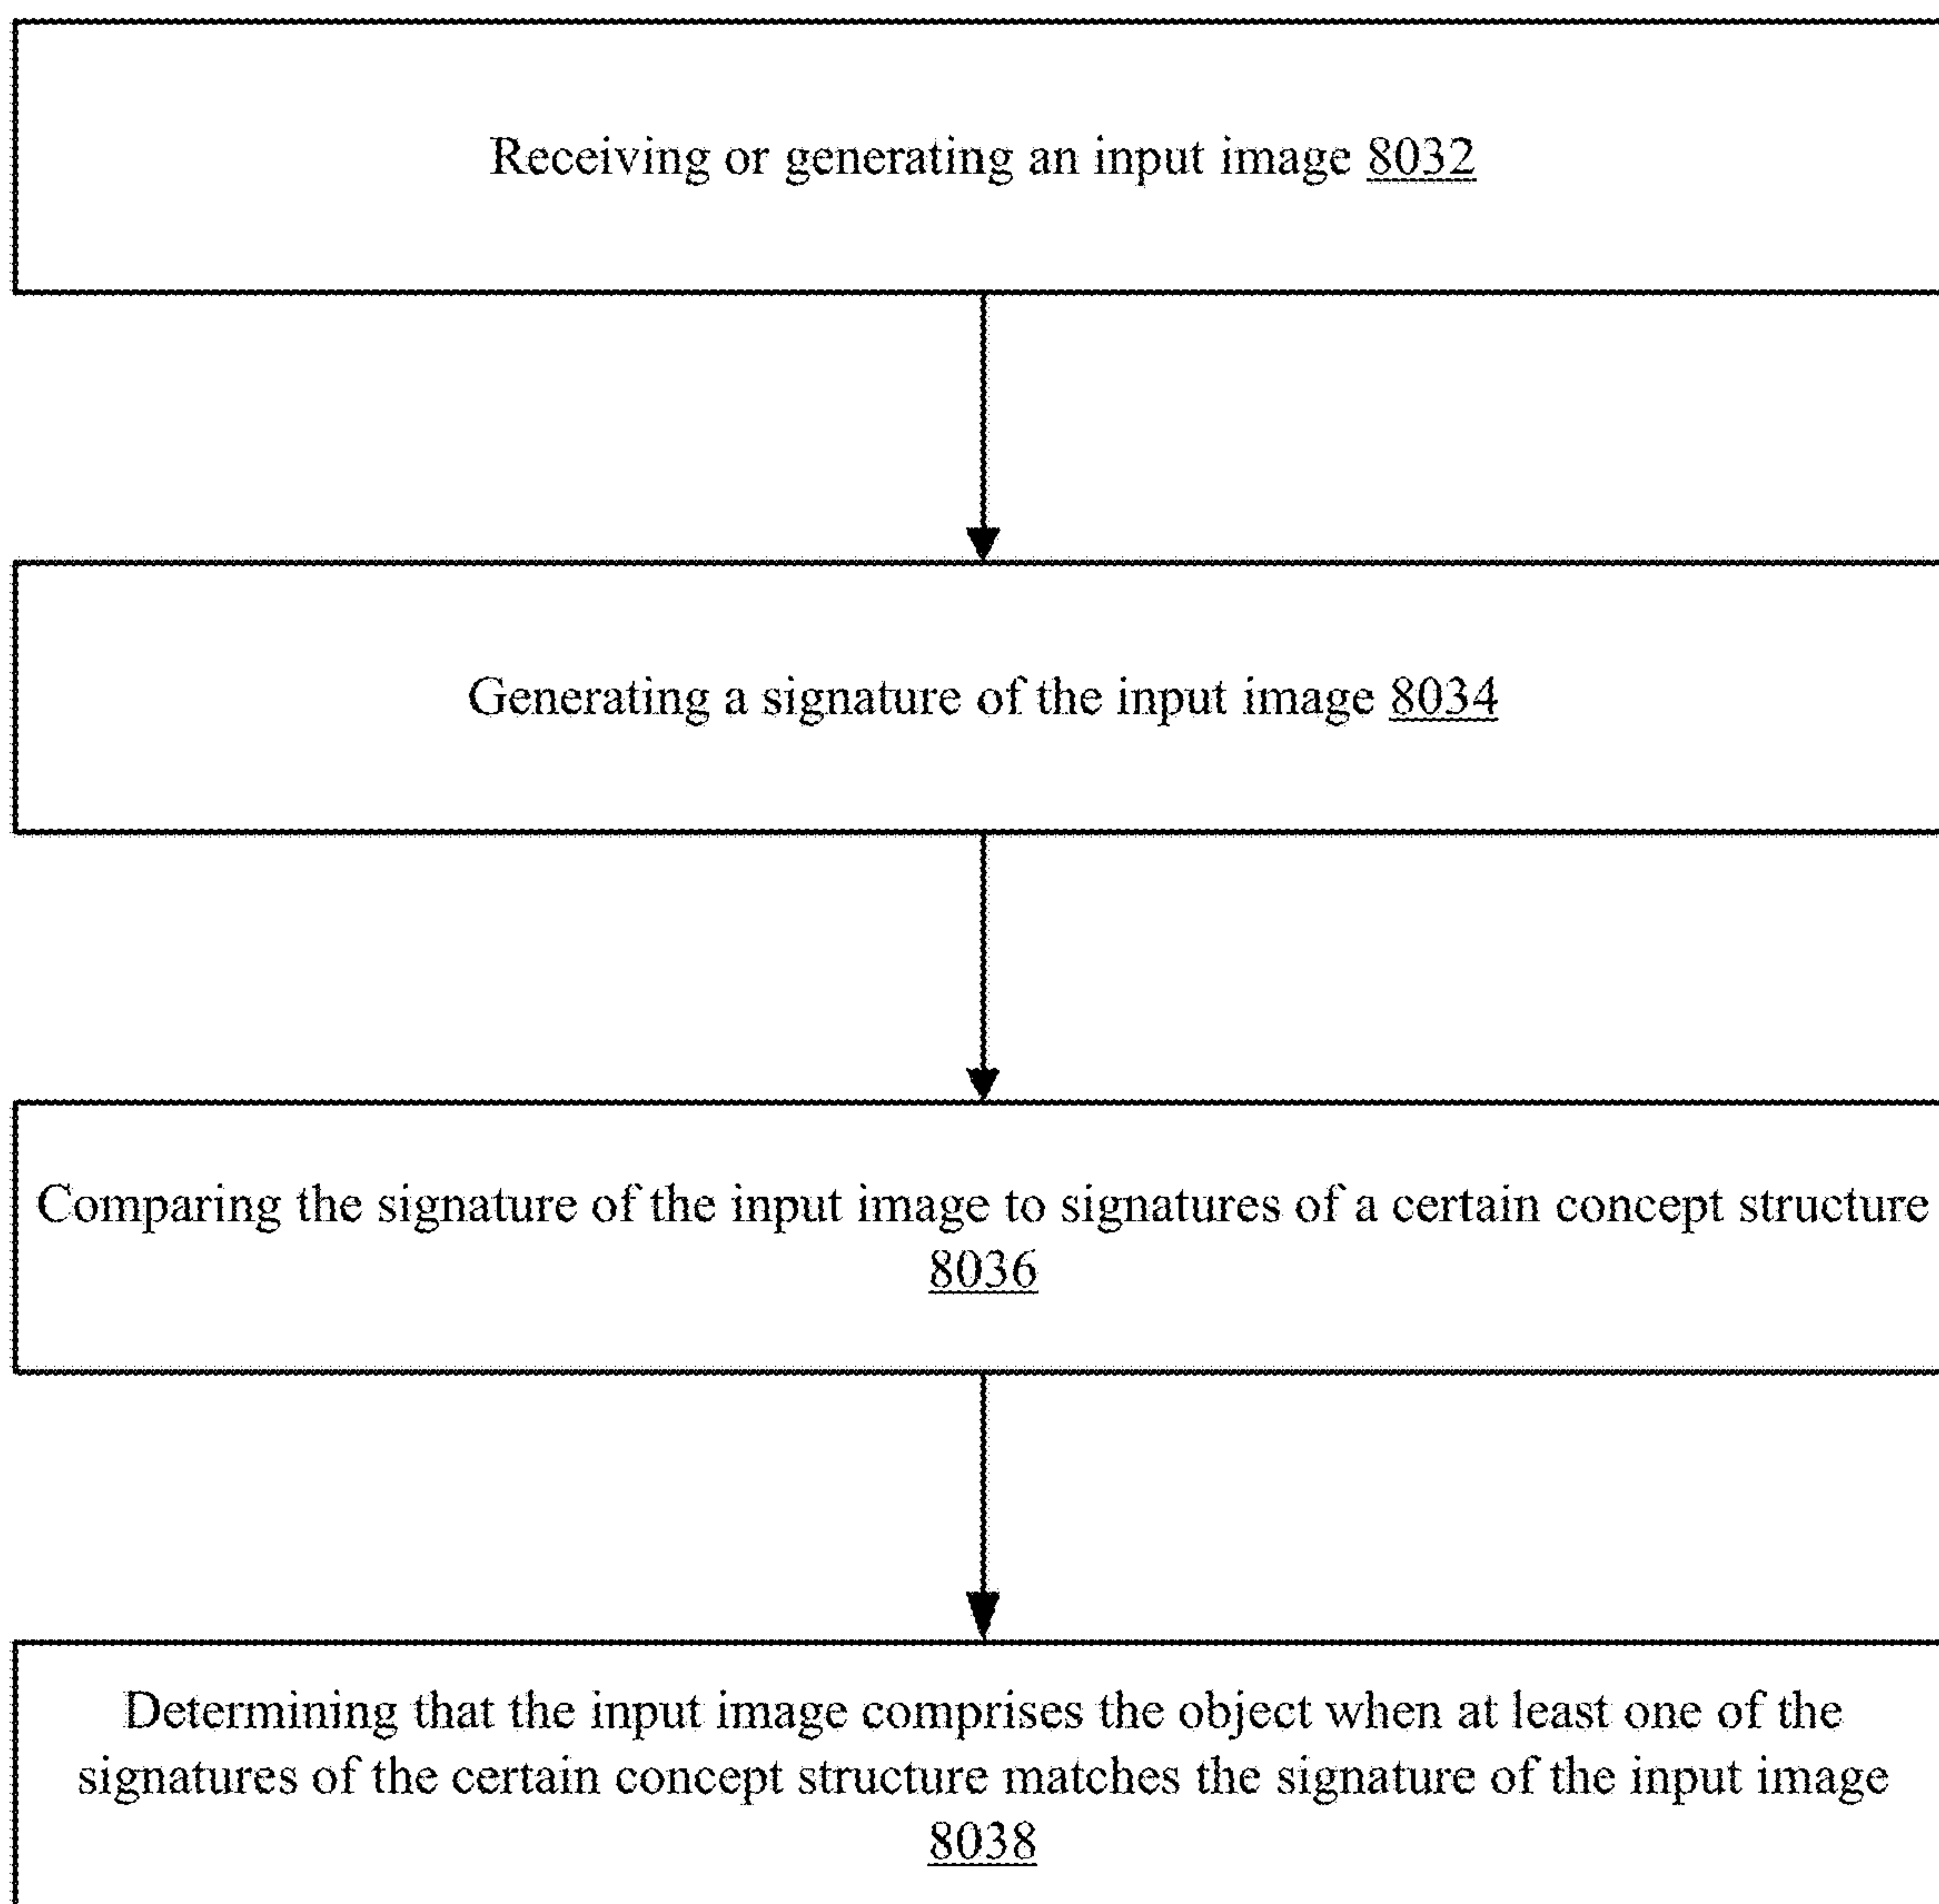 Receiving or generating an input image 8032
Generating a signature of the input image 8034
Comparing the signature of the input image to signatures of a certain concept structure
8036
Determining that the input image comprises the object when at least one of the
signatures of the certain concept structure matches the signature of the input image
8038